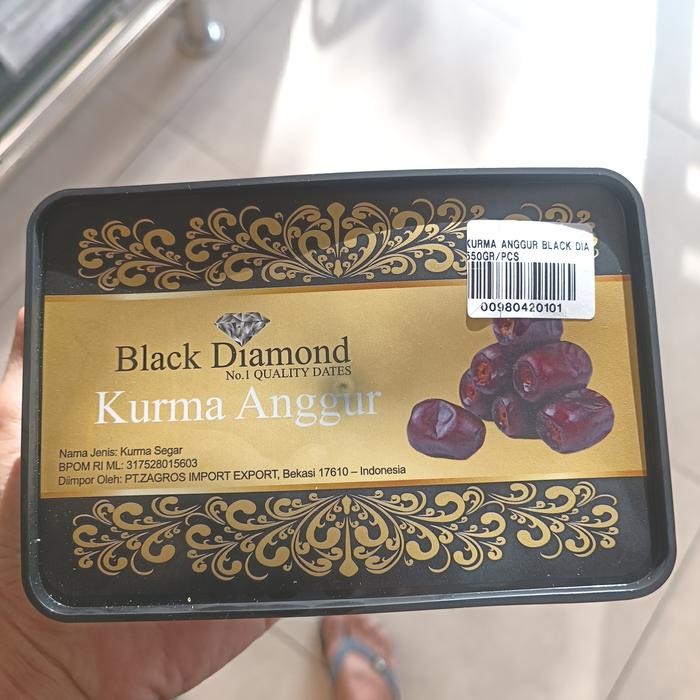 KURMA ANGGUR BLACK DIA
550GR/PCS
00980420101
Black Diamond
No.1 QUALITY DATES
Kurma Anggur
Nama Jenis: Kurma Segar
BPOM RI ML: 317528015603
Diimpor Oleh: PT.ZAGROS IMPORT EXPORT, Bekasi 17610 – Indonesia